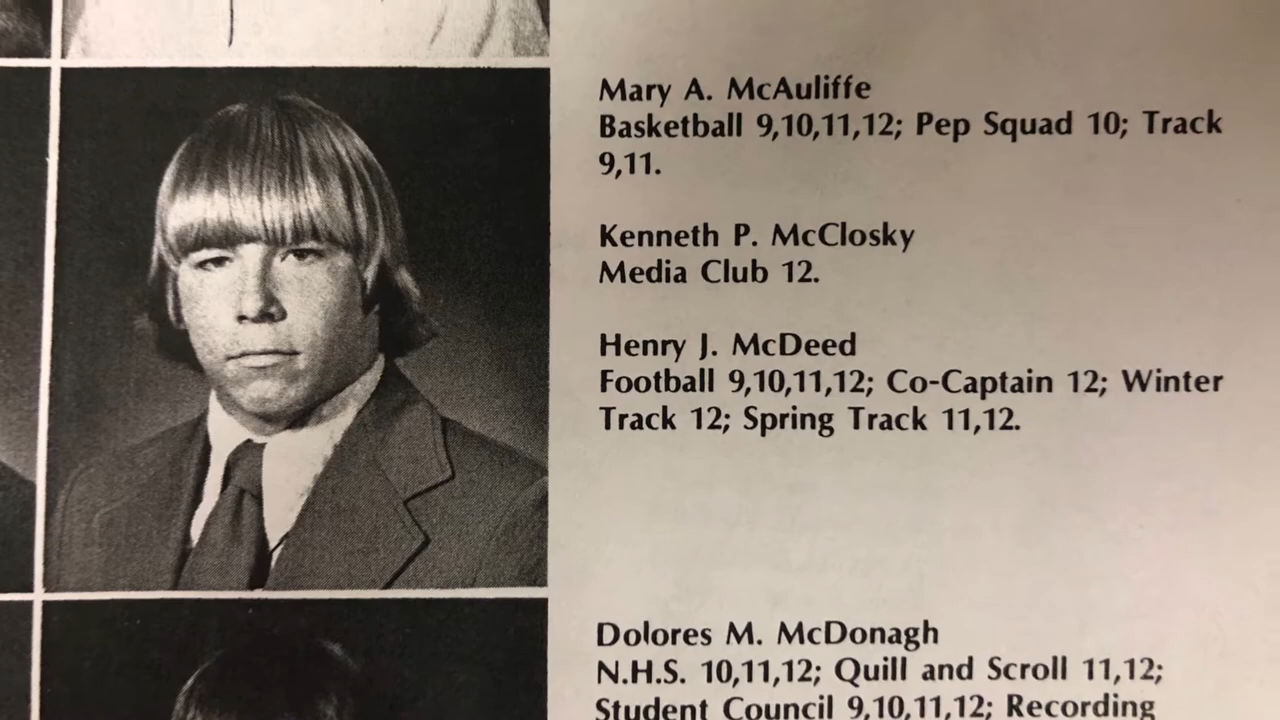 Mary A. McAuliffe
Basketball 9,10,11,12; Pep Squad 10; Track
9,11.
Kenneth P. McClosky
Media Club 12.
Henry J. McDeed
Football 9,10,11,12; Co-Captain 12; Winter
Track 12; Spring Track 11,12.
Dolores M. McDonagh
N.H.S. 10,11,12; Quill and Scroll 11,12;
Student Council 9,10,11,12; Recording